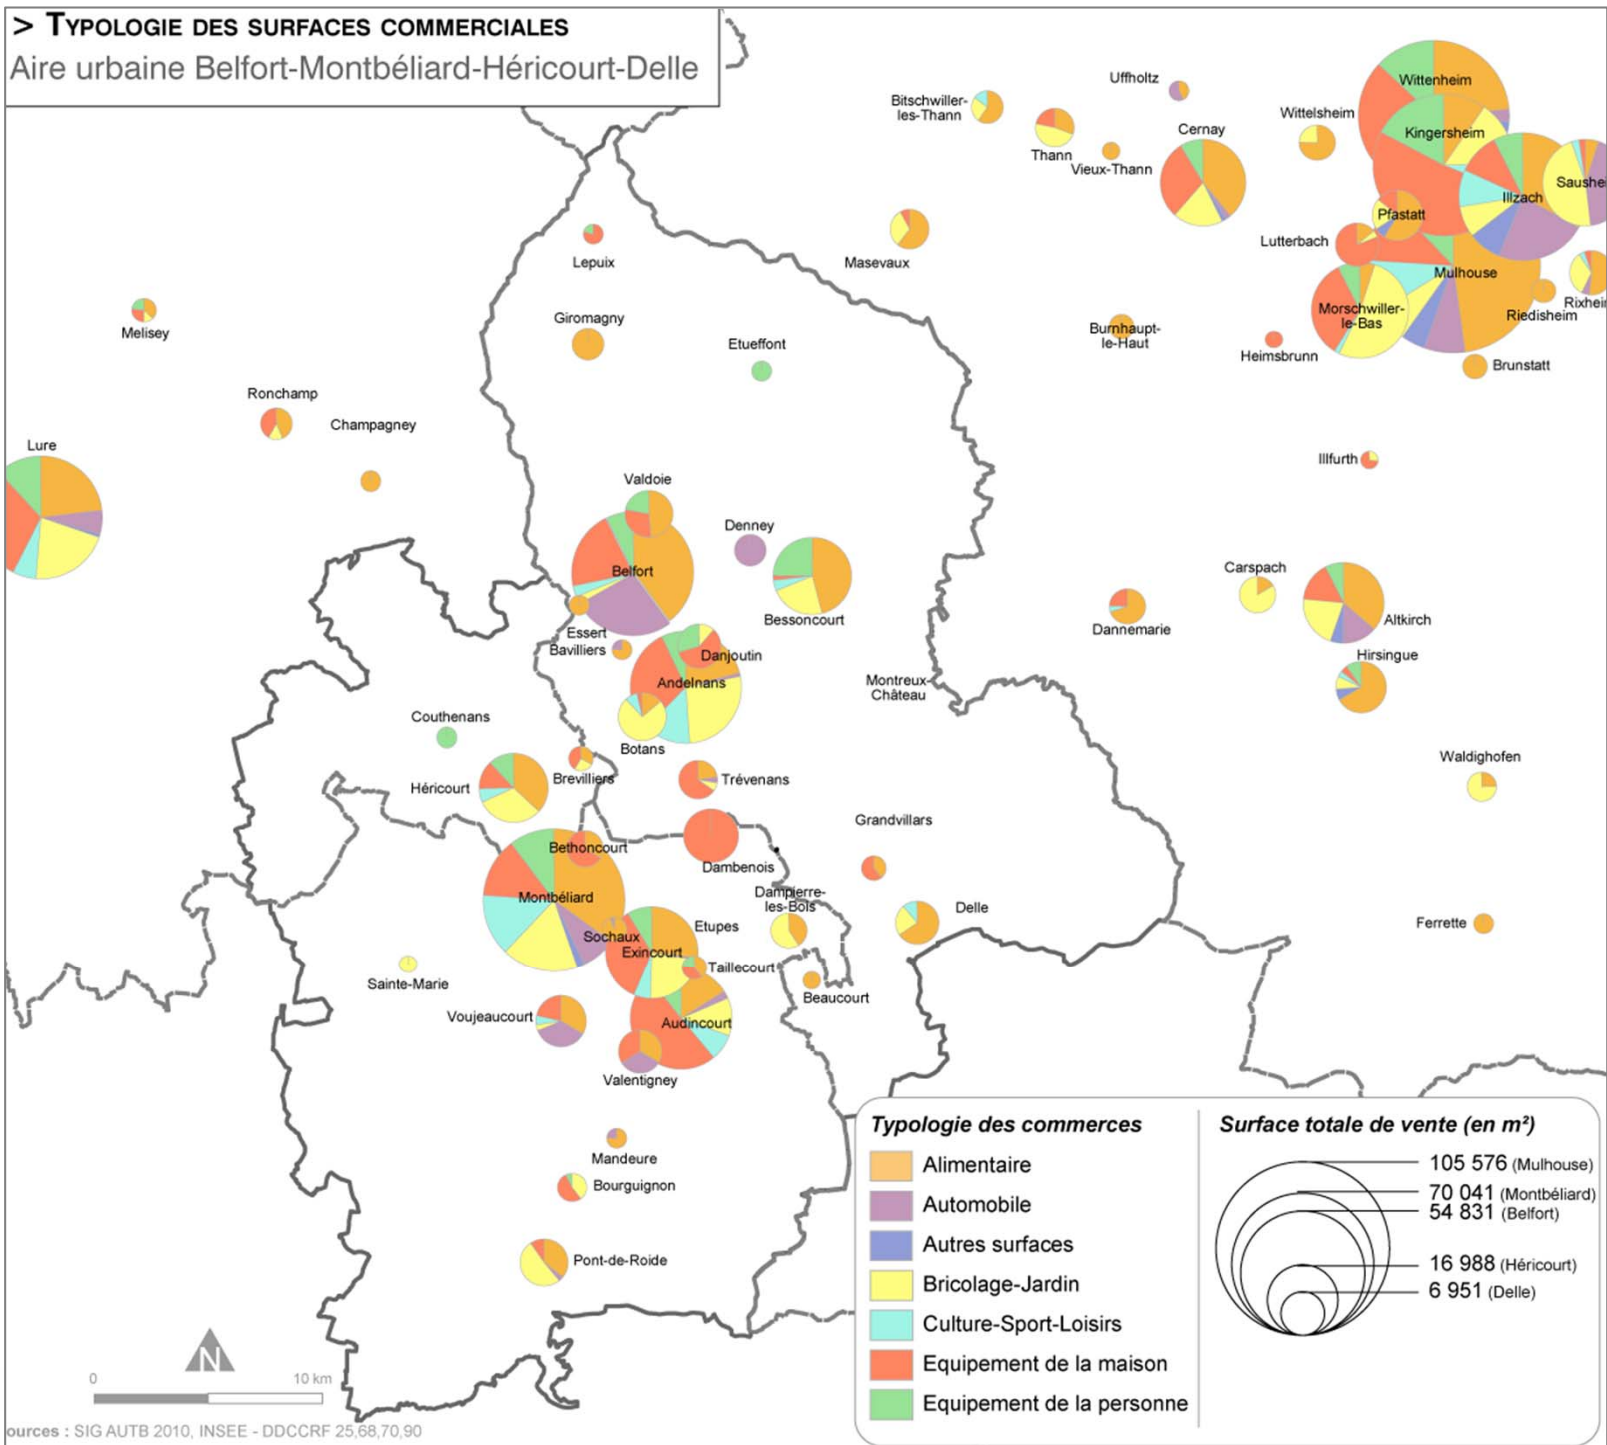 > TYPOLOGIE DES SURFACES COMMERCIALES
Aire urbaine Belfort-Montbéliard-Héricourt-Delle
Uffholtz
Wittenheim
Bitschwiller-
les-Thann
Wittelsheim
Cernay
Kingersheim
Thann
Vieux-Thann
Saushei
Illzach
Pfastatt
Lutterbach
Lepuix
Masevaux
Mulhouse
Rixhei
Riedisheim
Morschwiller-
le-Bas
Giromagny
Melisey
Burnhaupt-
le-Haut
Etueffont
Heimsbrunn
Brunstatt
Ronchamp
Champagney
Lure
Illfurth
Valdoie
Denney
Belfort
Carspach
Bessoncourt
Altkirch
Dannemarie
Essert
Bavilliers
Danjoutin
Hirsingue
Andelnans
Montreux-
Château
Couthenans
Botans
Waldighofen
Brevilliers
Trévenans
Héricourt
Grandvillars
Bethoncourt
Dambenois
Dampierre-
les-Bois
Montbéliard
Delle
Etupes
Ferrette
Sochaux
Exincourt
Taillecourt
Sainte-Marie
Beaucourt
Voujeaucourt
Audincourt
Valentigney
Mandeure
Bourguignon
Pont-de-Roide
Typologie des commerces
Alimentaire
Automobile
Autres surfaces
Bricolage-Jardin
Culture-Sport-Loisirs
Equipement de la maison
Equipement de la personne
Surface totale de vente (en m²)
105 576 (Mulhouse)
70 041 (Montbéliard)
54 831 (Belfort)
16 988 (Héricourt)
6 951 (Delle)
N
0 10 km
ources : SIG AUTB 2010, INSEE - DDCCRF 25,68,70,90